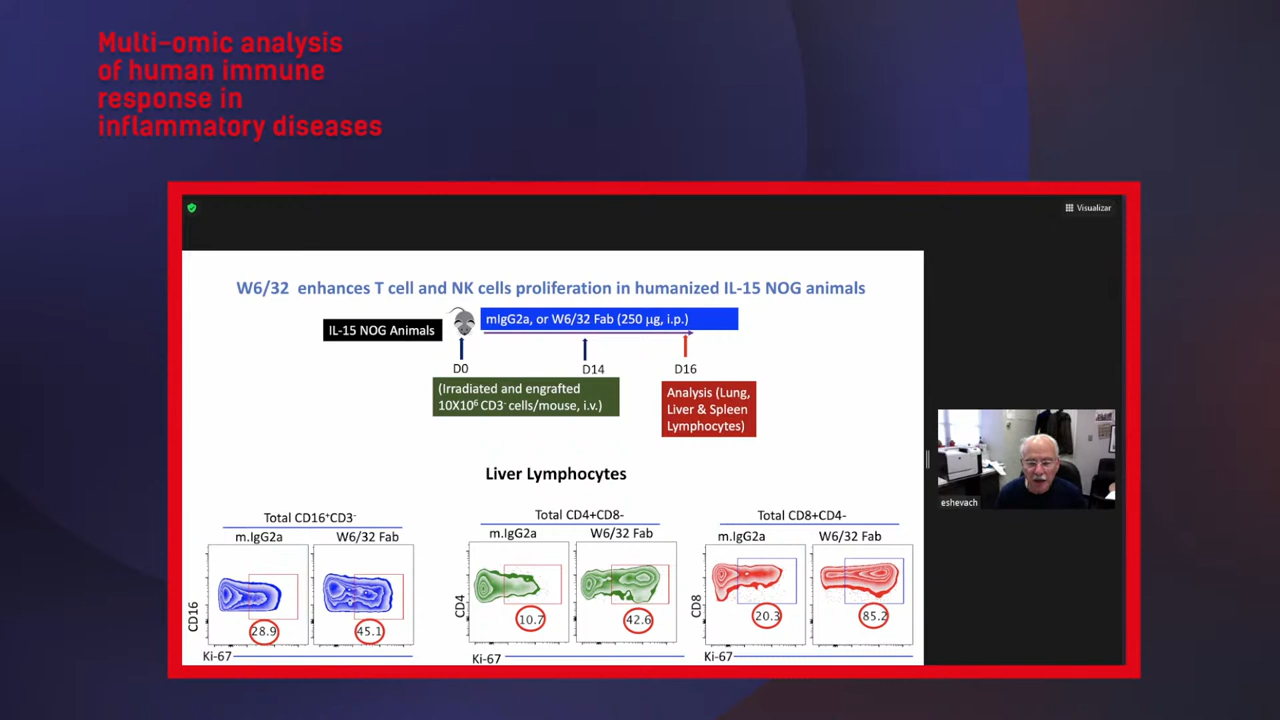 Multi-omic analysis
of human immune
response in
inflammatory diseases
Visualizar
W6/32 enhances T cell and NK cells proliferation in humanized IL-15 NOG animals
IL-15 NOG Animals
mIgG2a, or W6/32 Fab (250 µg, i.p.)
D0
D14
D16
(Irradiated and engrafted
10X10⁶ CD3⁻ cells/mouse, i.v.)
Analysis (Lung,
Liver & Spleen
Lymphocytes)
eshevach
Liver Lymphocytes
Total CD16⁺CD3⁻
m.IgG2a
W6/32 Fab
CD16
28.9
45.1
Ki-67
Total CD4+CD8-
m.IgG2a
W6/32 Fab
CD4
10.7
42.6
Ki-67
Total CD8+CD4-
m.IgG2a
W6/32 Fab
CD8
20.3
85.2
Ki-67